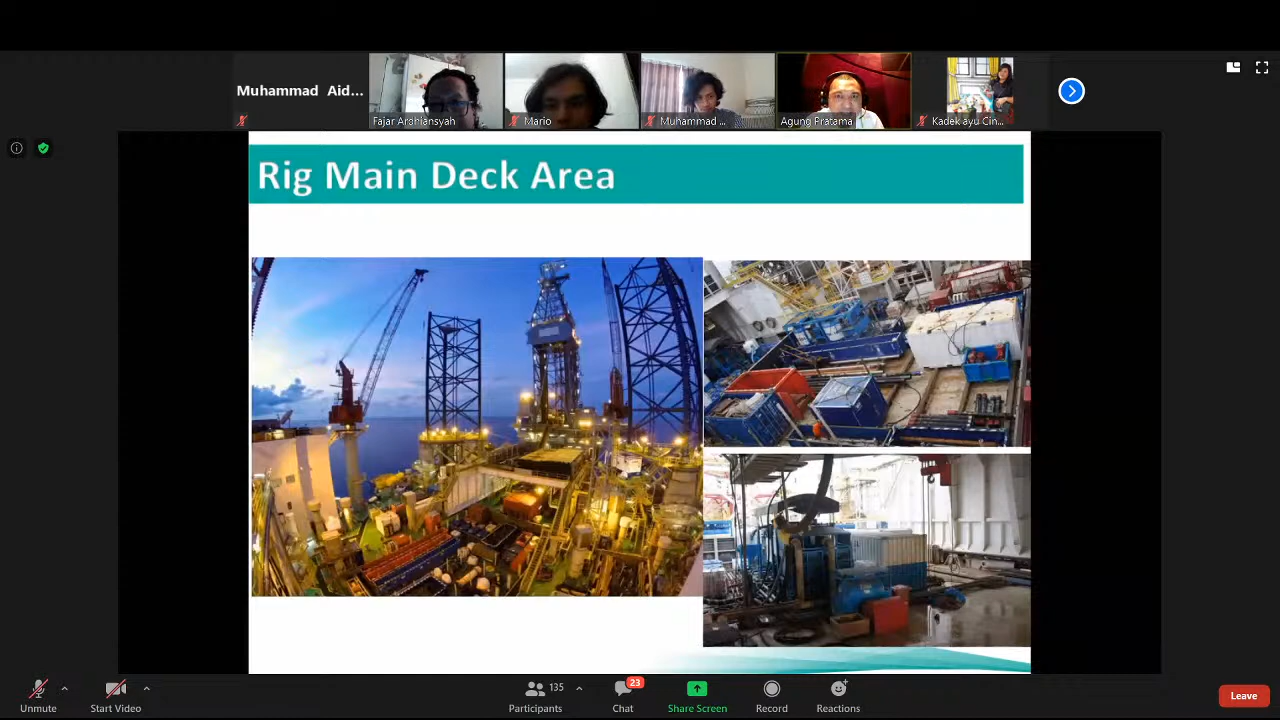 Muhammad Aid...
Fajar Ardhiansyah
Mario
Muhammad ...
Agung Pratama
Kadek ayu Cin...
Rig Main Deck Area
Unmute
Start Video
135
Participants
23
Chat
Share Screen
Record
Reactions
Leave